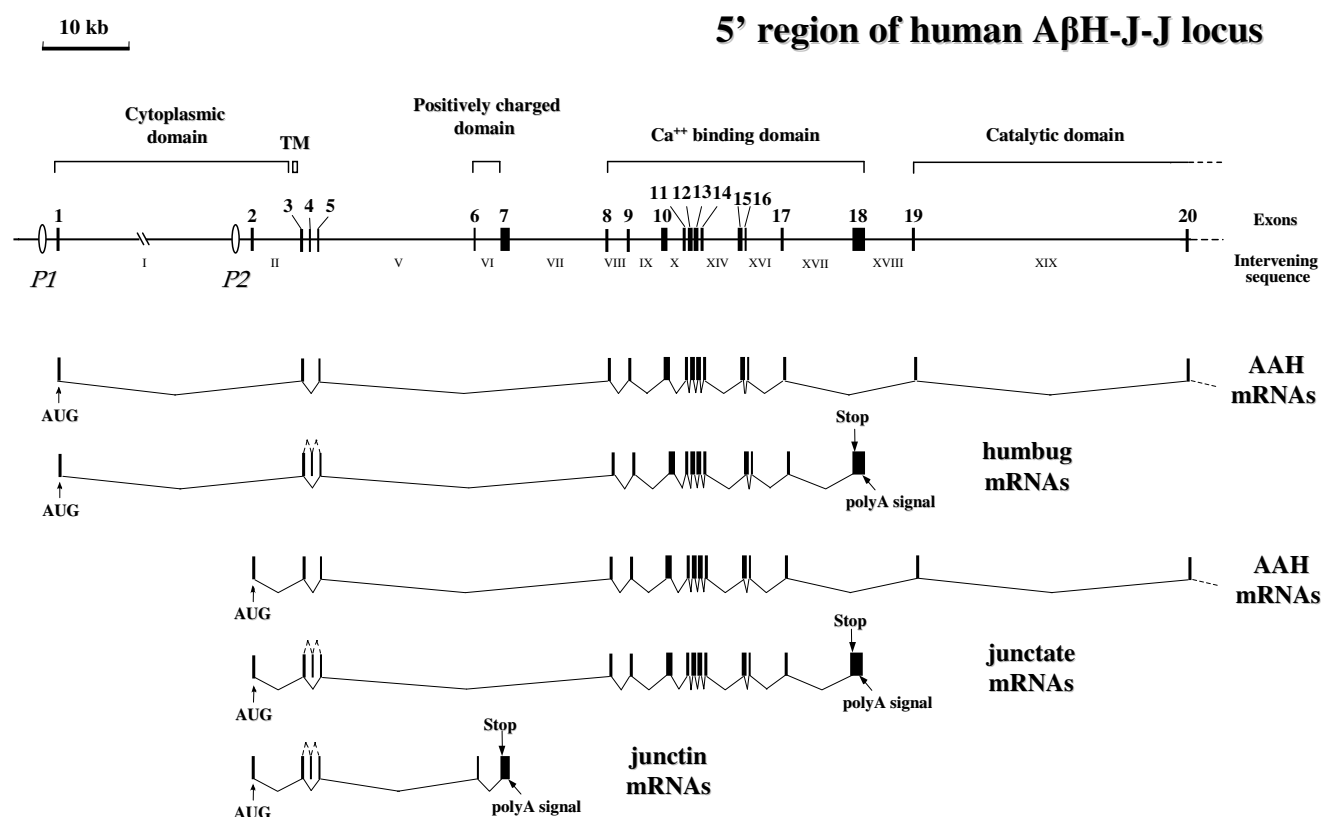 10 kb
5’ region of human AβH-J-J locus
Cytoplasmic
domain
TM
Positively charged
domain
Ca++ binding domain
Catalytic domain
1 2 3 4 5 6 7 8 9 10 11 12 13 14 15 16 17 18 19 20
Exons
P1 I P2 II V VI VII VIII IX X XIV XVI XVII XVIII XIX
Intervening
sequence
AAH
mRNAs
AUG
Stop
humbug
mRNAs
polyA signal
AUG
AAH
mRNAs
AUG
Stop
junctate
mRNAs
polyA signal
AUG
Stop
junctin
mRNAs
polyA signal
AUG